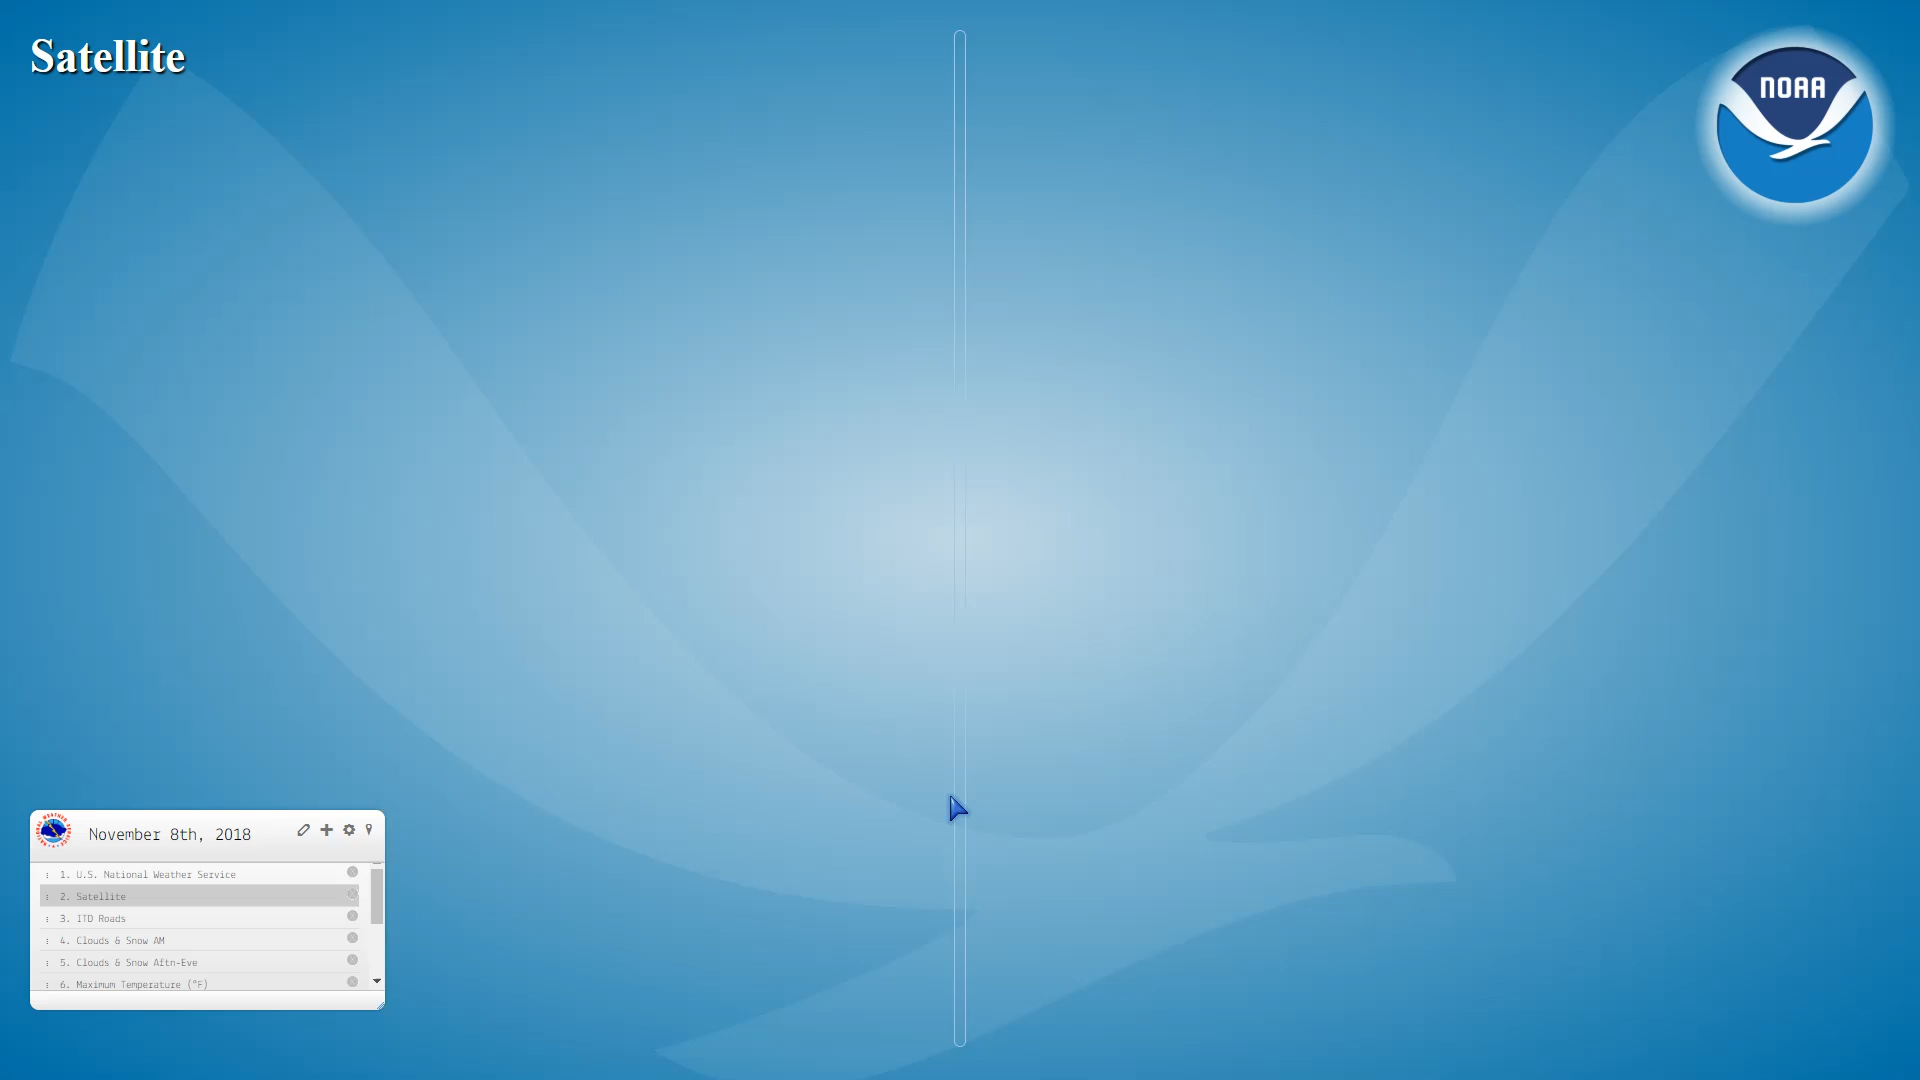 Satellite
NOAA
November 8th, 2018
1. U.S. National Weather Service
2. Satellite
3. ITD Roads
4. Clouds & Snow AM
5. Clouds & Snow Aftn-Eve
6. Maximum Temperature (°F)